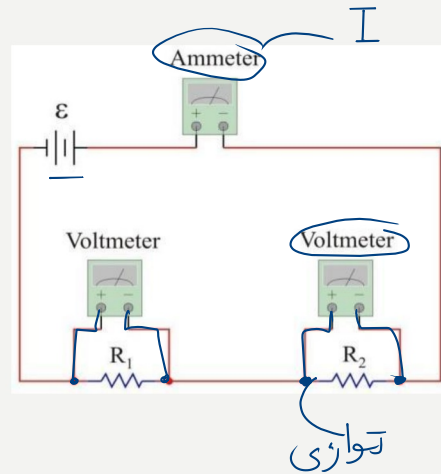 I
Ammeter
+ −
ε
Voltmeter
Voltmeter
+ −
+ −
R₁
R₂
توازی